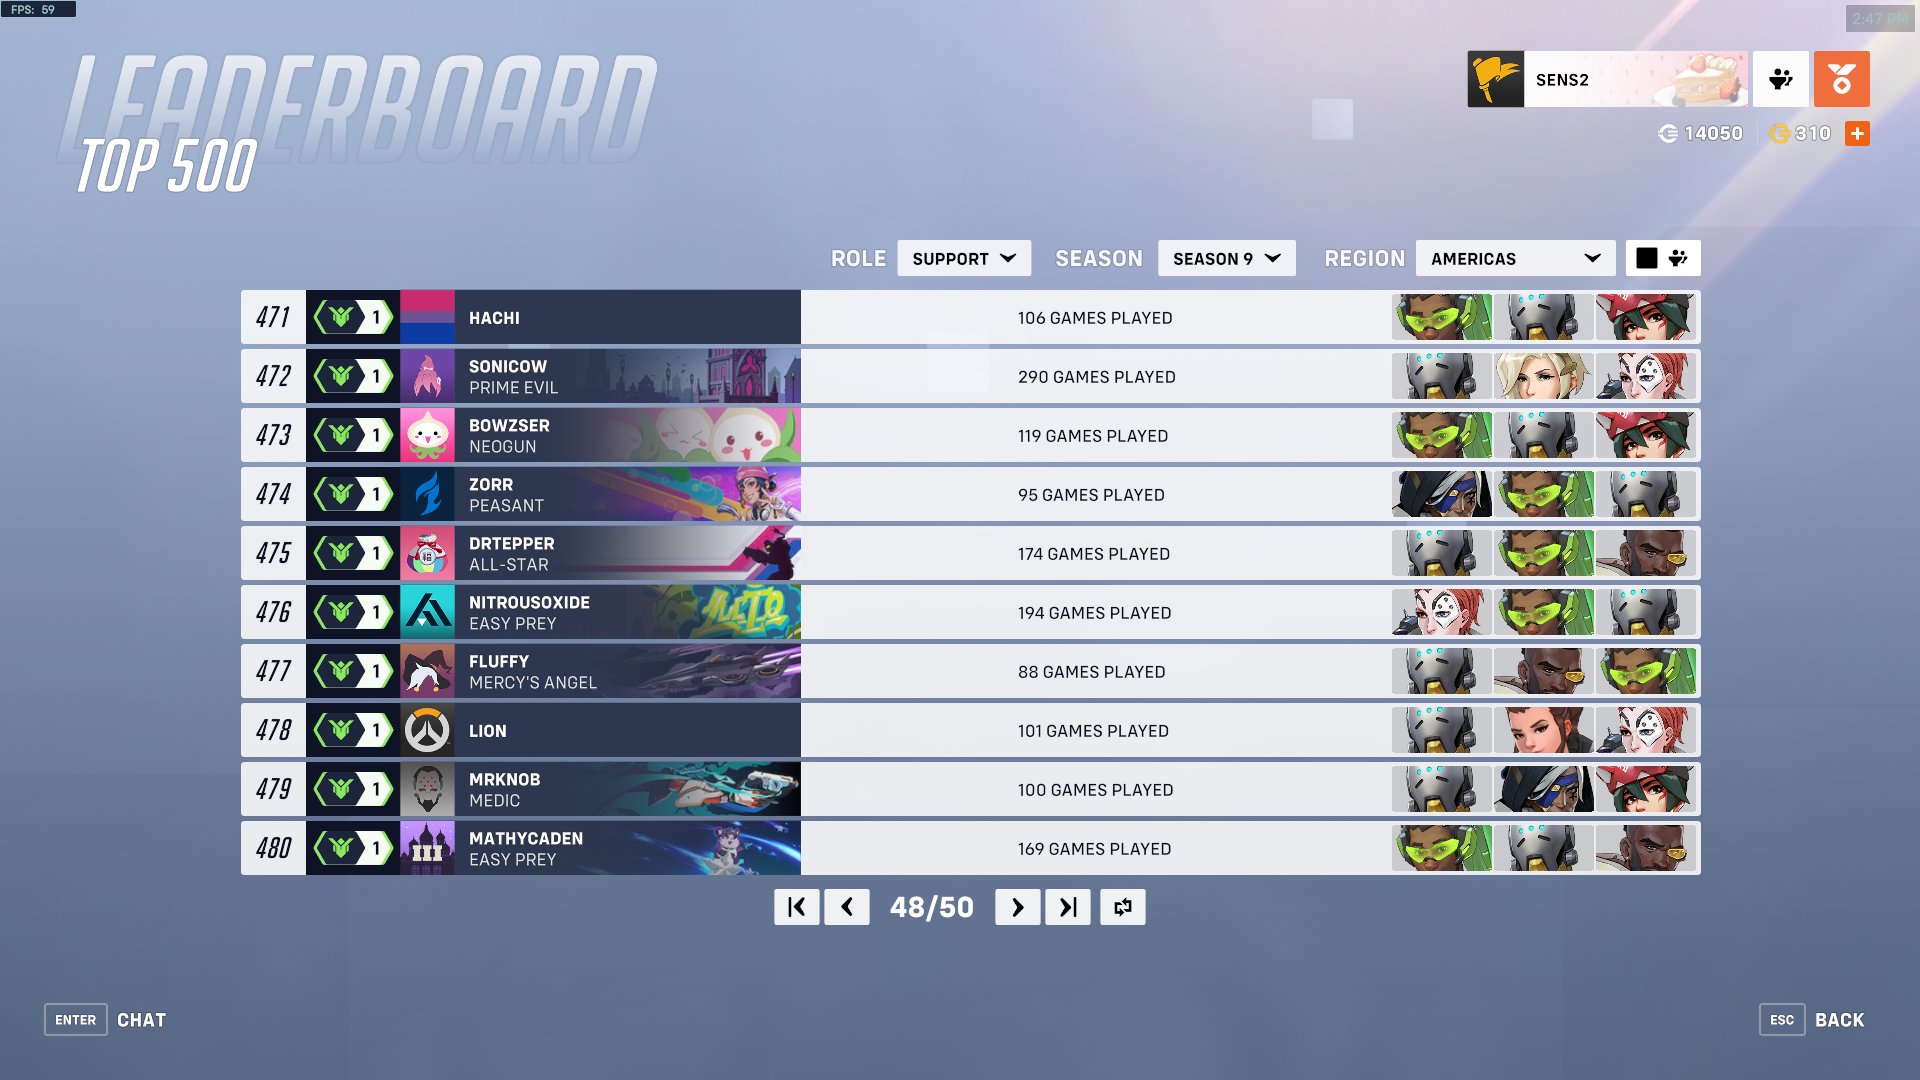 FPS: 59
2:47 PM
LEADERBOARD
TOP 500
SENS2
14050
310
ROLE SUPPORT SEASON SEASON 9 REGION AMERICAS
471 1 HACHI 106 GAMES PLAYED
472 1 SONICOW 290 GAMES PLAYED
PRIME EVIL
473 1 BOWZSER 119 GAMES PLAYED
NEOGUN
474 1 ZORR 95 GAMES PLAYED
PEASANT
475 1 DRTEPPER 174 GAMES PLAYED
ALL-STAR
476 1 NITROUSOXIDE 194 GAMES PLAYED
EASY PREY
477 1 FLUFFY 88 GAMES PLAYED
MERCY'S ANGEL
478 1 LION 101 GAMES PLAYED
479 1 MRKNOB 100 GAMES PLAYED
MEDIC
480 1 MATHYCADEN 169 GAMES PLAYED
EASY PREY
48/50
ENTER CHAT
ESC BACK